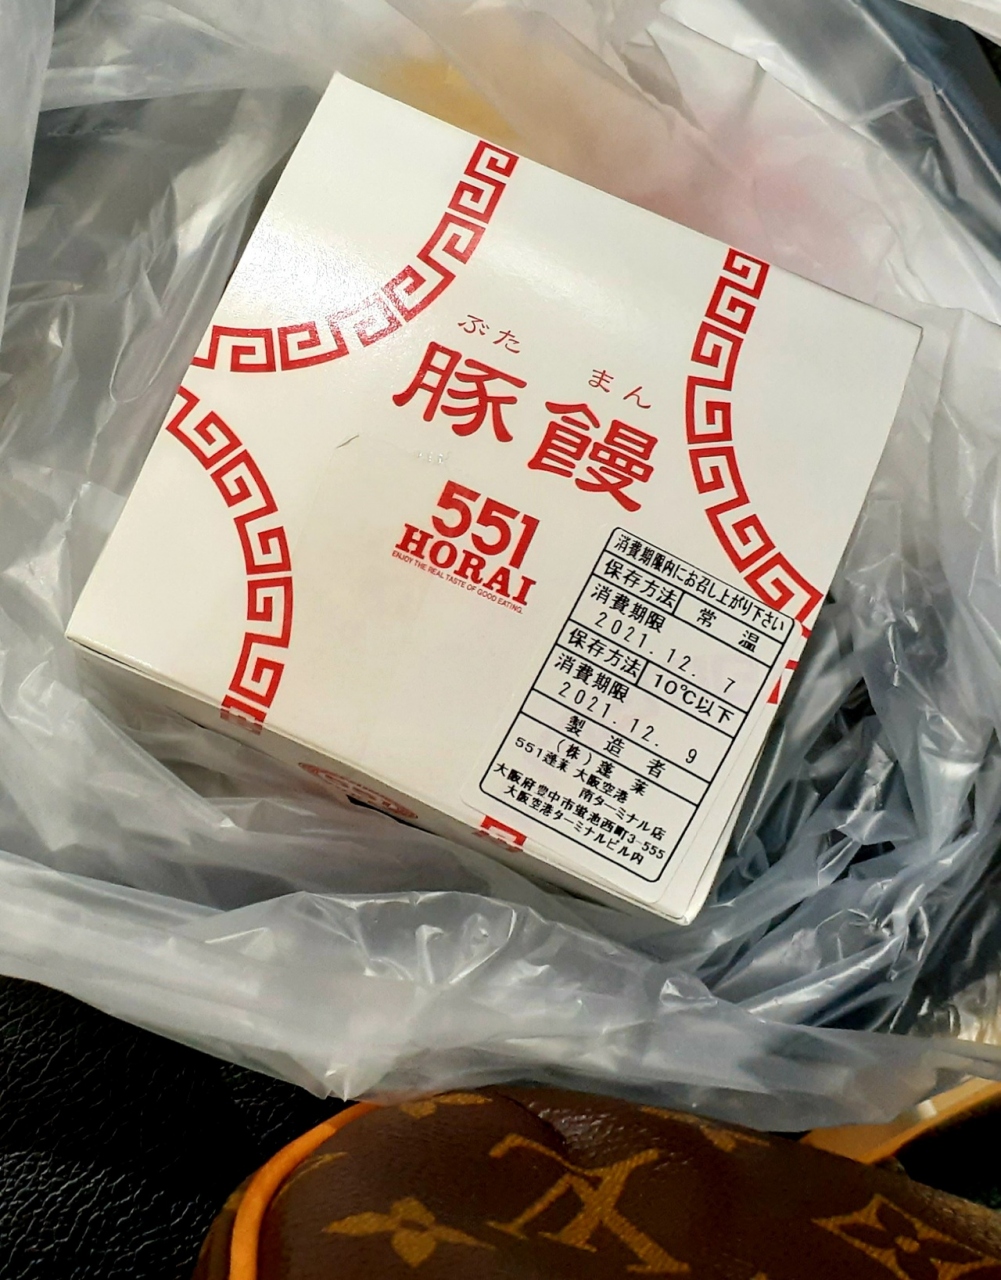 ぶた
まん
豚饅
551
HORAI
ENJOY THE REAL TASTE OF GOOD EATING.
消費期限内にお召し上がり下さい
保存方法 常温
消費期限
2021.12. 7
保存方法 10℃以下
消費期限
2021.12. 9
製造者
(株)蓬莱
551蓬莱 大阪空港
南ターミナル店
大阪府豊中市蛍池西町3-555
大阪空港ターミナルビル内